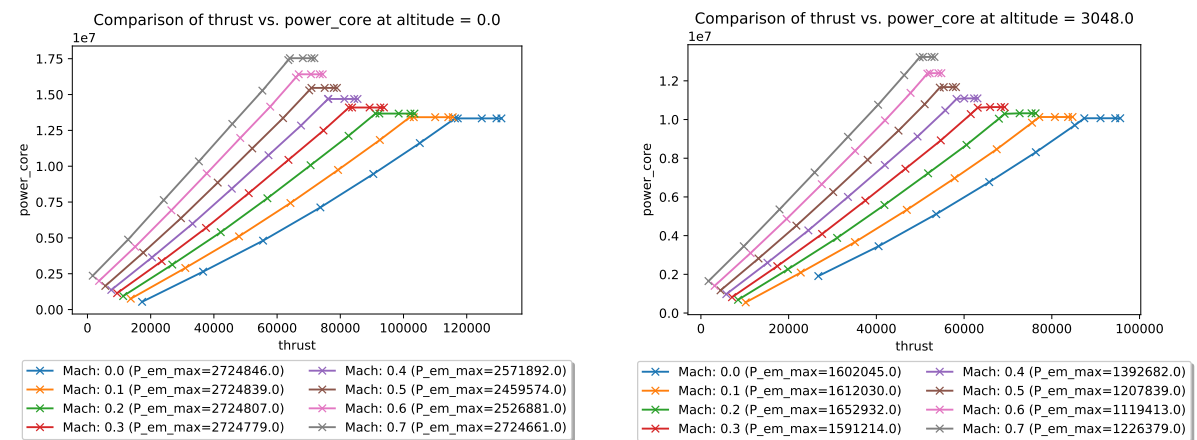 Comparison of thrust vs. power_core at altitude = 0.0
1e7
1.75
1.50
1.25
1.00
0.75
0.50
0.25
0.00
power_core
0 20000 40000 60000 80000 100000 120000
thrust
Mach: 0.0 (P_em_max=2724846.0)
Mach: 0.1 (P_em_max=2724839.0)
Mach: 0.2 (P_em_max=2724807.0)
Mach: 0.3 (P_em_max=2724779.0)
Mach: 0.4 (P_em_max=2571892.0)
Mach: 0.5 (P_em_max=2459574.0)
Mach: 0.6 (P_em_max=2526881.0)
Mach: 0.7 (P_em_max=2724661.0)
Comparison of thrust vs. power_core at altitude = 3048.0
1e7
1.2
1.0
0.8
0.6
0.4
0.2
0.0
power_core
0 20000 40000 60000 80000 100000
thrust
Mach: 0.0 (P_em_max=1602045.0)
Mach: 0.1 (P_em_max=1612030.0)
Mach: 0.2 (P_em_max=1652932.0)
Mach: 0.3 (P_em_max=1591214.0)
Mach: 0.4 (P_em_max=1392682.0)
Mach: 0.5 (P_em_max=1207839.0)
Mach: 0.6 (P_em_max=1119413.0)
Mach: 0.7 (P_em_max=1226379.0)